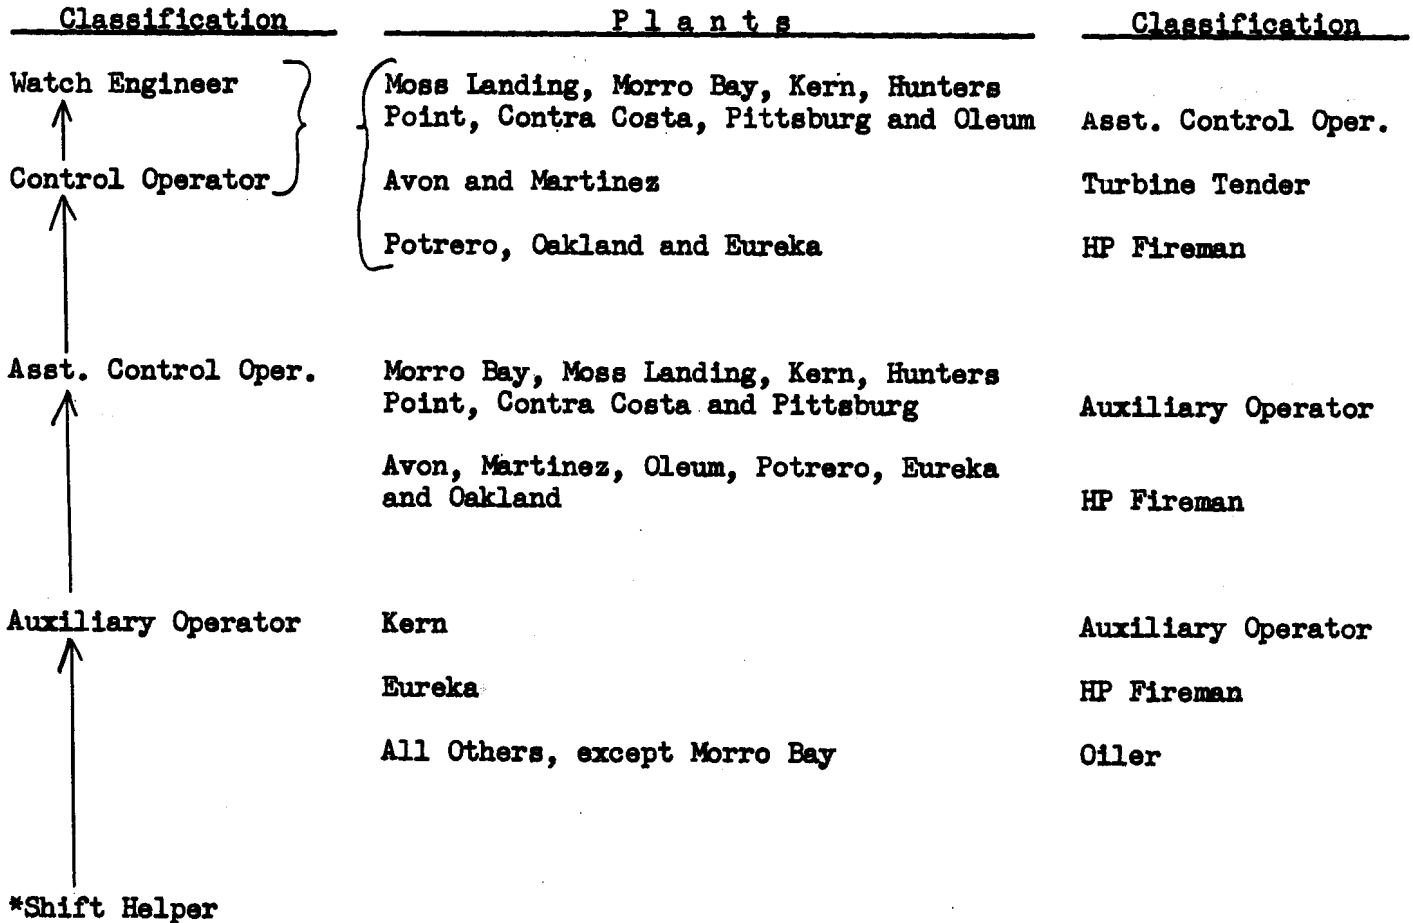 Classification P l a n t s Classification
Watch Engineer Moss Landing, Morro Bay, Kern, Hunters
Point, Contra Costa, Pittsburg and Oleum Asst. Control Oper.
Control Operator Avon and Martinez Turbine Tender
Potrero, Oakland and Eureka HP Fireman
Asst. Control Oper. Morro Bay, Moss Landing, Kern, Hunters
Point, Contra Costa and Pittsburg Auxiliary Operator
Avon, Martinez, Oleum, Potrero, Eureka
and Oakland HP Fireman
Auxiliary Operator Kern Auxiliary Operator
Eureka HP Fireman
All Others, except Morro Bay Oiler
*Shift Helper